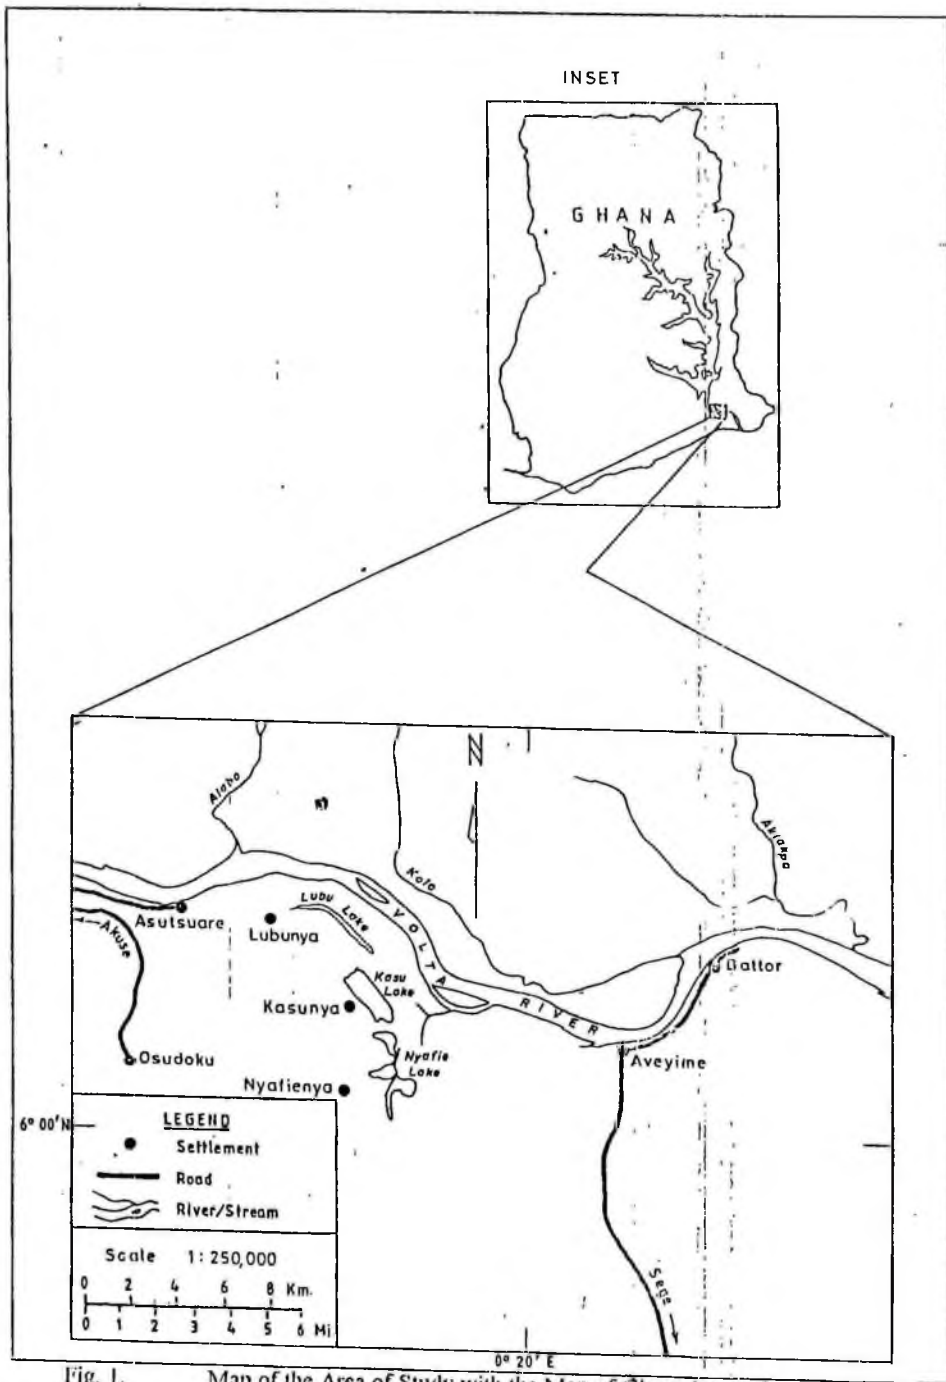 INSET
GHANA
N
Alabo
Kolo
Aklakpa
Lubu Lake
Asutsuare
Akuse
Lubunya
VOLTA RIVER
Battor
Kasu
Lake
Kasunya
Osudoku
Nyafie
Lake
Aveyime
Nyafienya
6° 00'N
LEGEND
Settlement
Road
River/Stream
Scale 1:250,000
0 2 4 6 8 Km.
0 1 2 3 4 5 6 Mi
Sege
0° 20' E
Fig. 1. Map of the Area of Study with the Map of